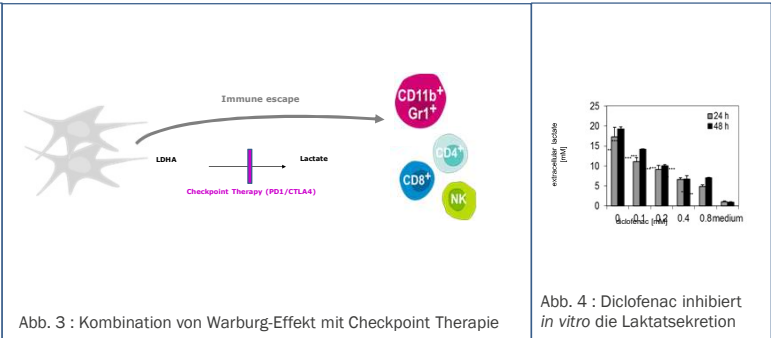 Immune escape
CD11b+
Gr1+
CD4+
CD8+
NK
LDHA
Lactate
Checkpoint Therapy (PD1/CTLA4)
Abb. 3 : Kombination von Warburg-Effekt mit Checkpoint Therapie
extracellular lactate
[mM]
25
20
15
10
5
0
24 h
48 h
0 0.1 0.2 0.4 0.8 medium
diclofenac [mM]
Abb. 4 : Diclofenac inhibiert
in vitro die Laktatsekretion